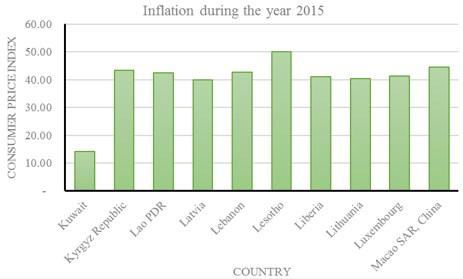 Inflation during the year 2015
CONSUMER PRICE INDEX
60.00
50.00
40.00
30.00
20.00
10.00
-
Kuwait
Kyrgyz Republic
Lao PDR
Latvia
Lebanon
Lesotho
Liberia
Lithuania
Luxembourg
Macao SAR, China
COUNTRY